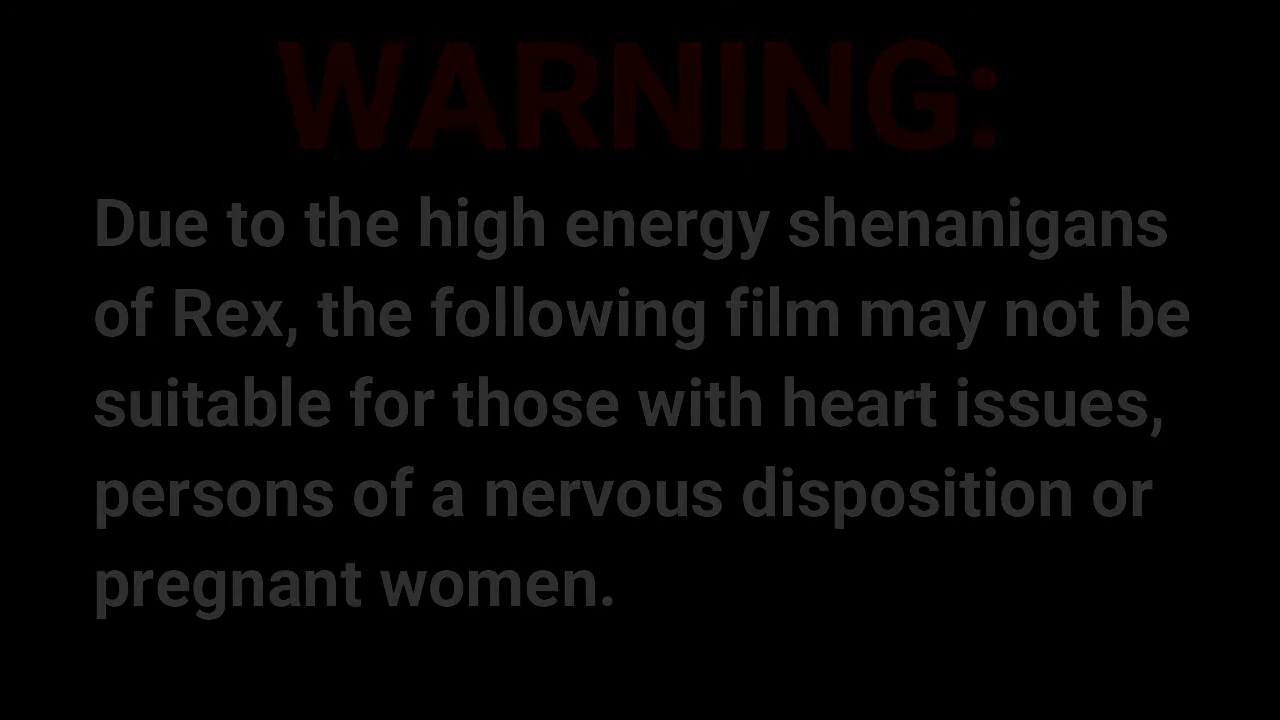 WARNING:
Due to the high energy shenanigans
of Rex, the following film may not be
suitable for those with heart issues,
persons of a nervous disposition or
pregnant women.